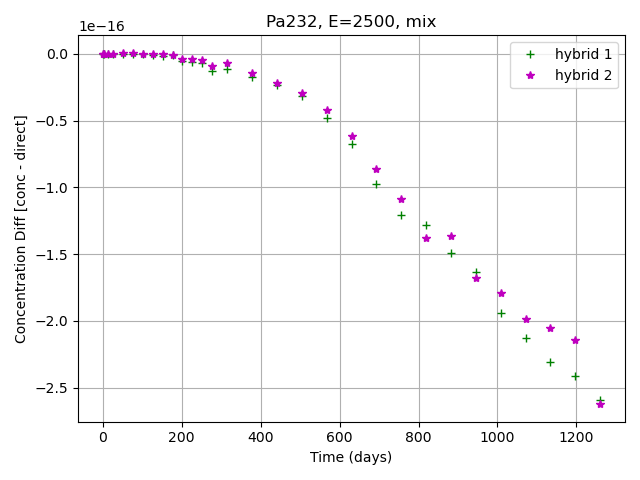 Pa232, E=2500, mix
1e−16
0.0
−0.5
−1.0
−1.5
−2.0
−2.5
Concentration Diff [conc - direct]
hybrid 1
hybrid 2
0 200 400 600 800 1000 1200
Time (days)